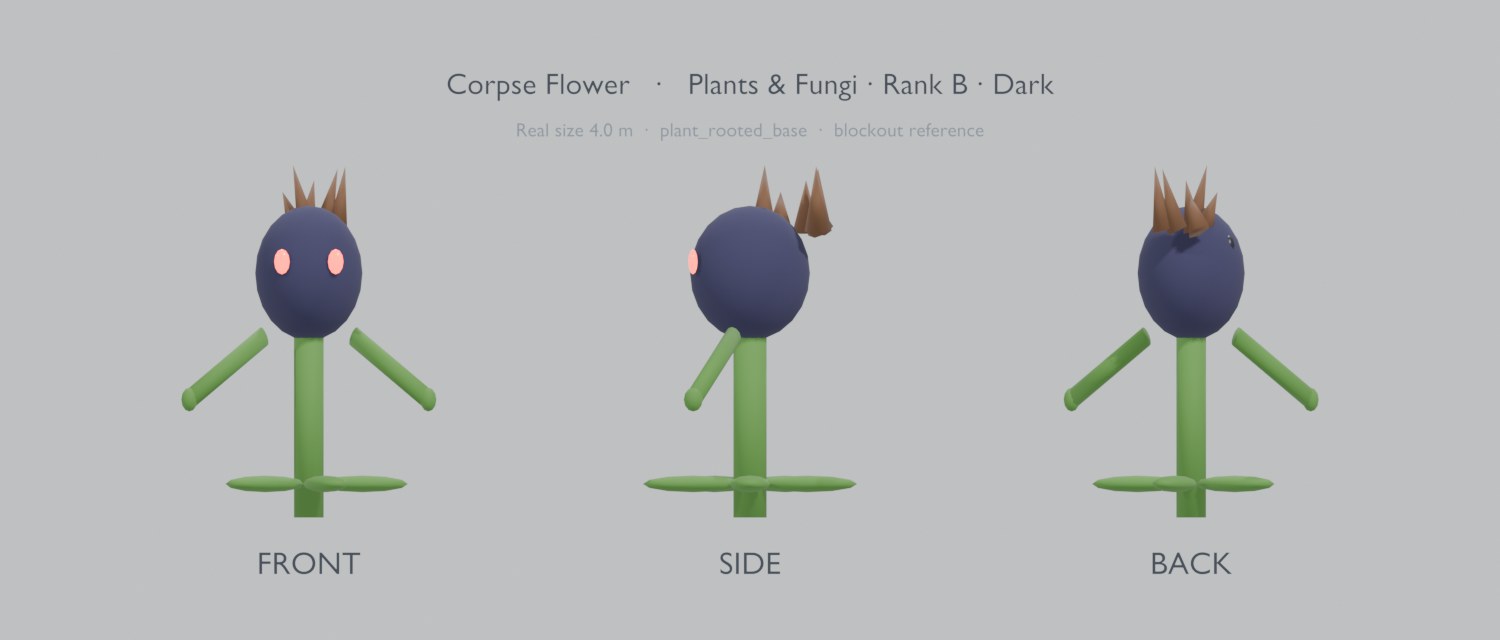 Corpse Flower · Plants & Fungi · Rank B · Dark
Real size 4.0 m · plant_rooted_base · blockout reference
FRONT SIDE BACK